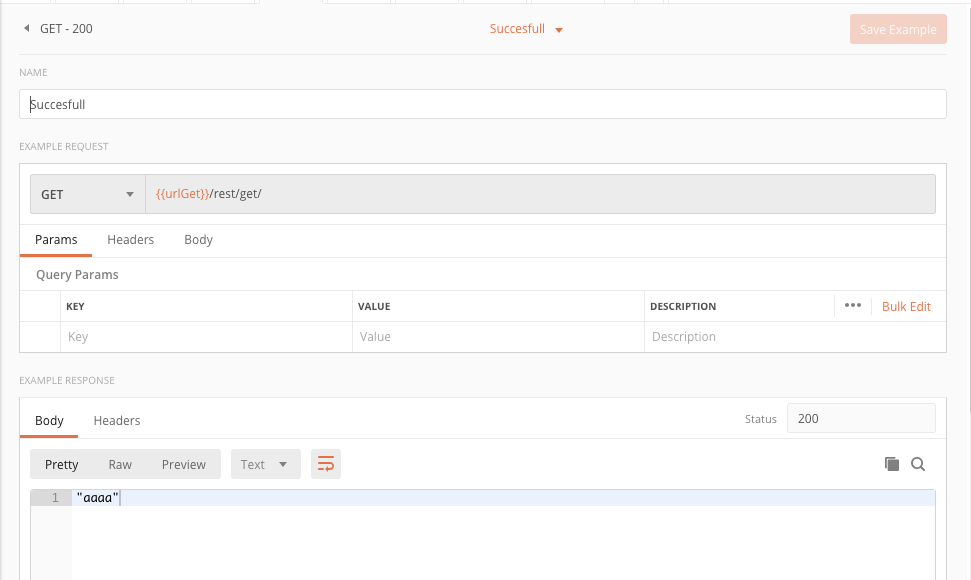 GET - 200 Succesfull Save Example
NAME
Succesfull
EXAMPLE REQUEST
GET {{urlGet}}/rest/get/
Params Headers Body
Query Params
KEY VALUE DESCRIPTION ••• Bulk Edit
Key Value Description
EXAMPLE RESPONSE
Body Headers Status 200
Pretty Raw Preview Text
1 "aaaa"